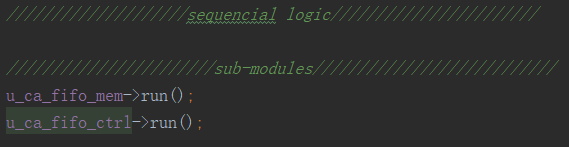 /////////////////////sequencial logic////////////////////////
////////////////////////sub-modules////////////////////////////
u_ca_fifo_mem->run();
u_ca_fifo_ctrl->run();